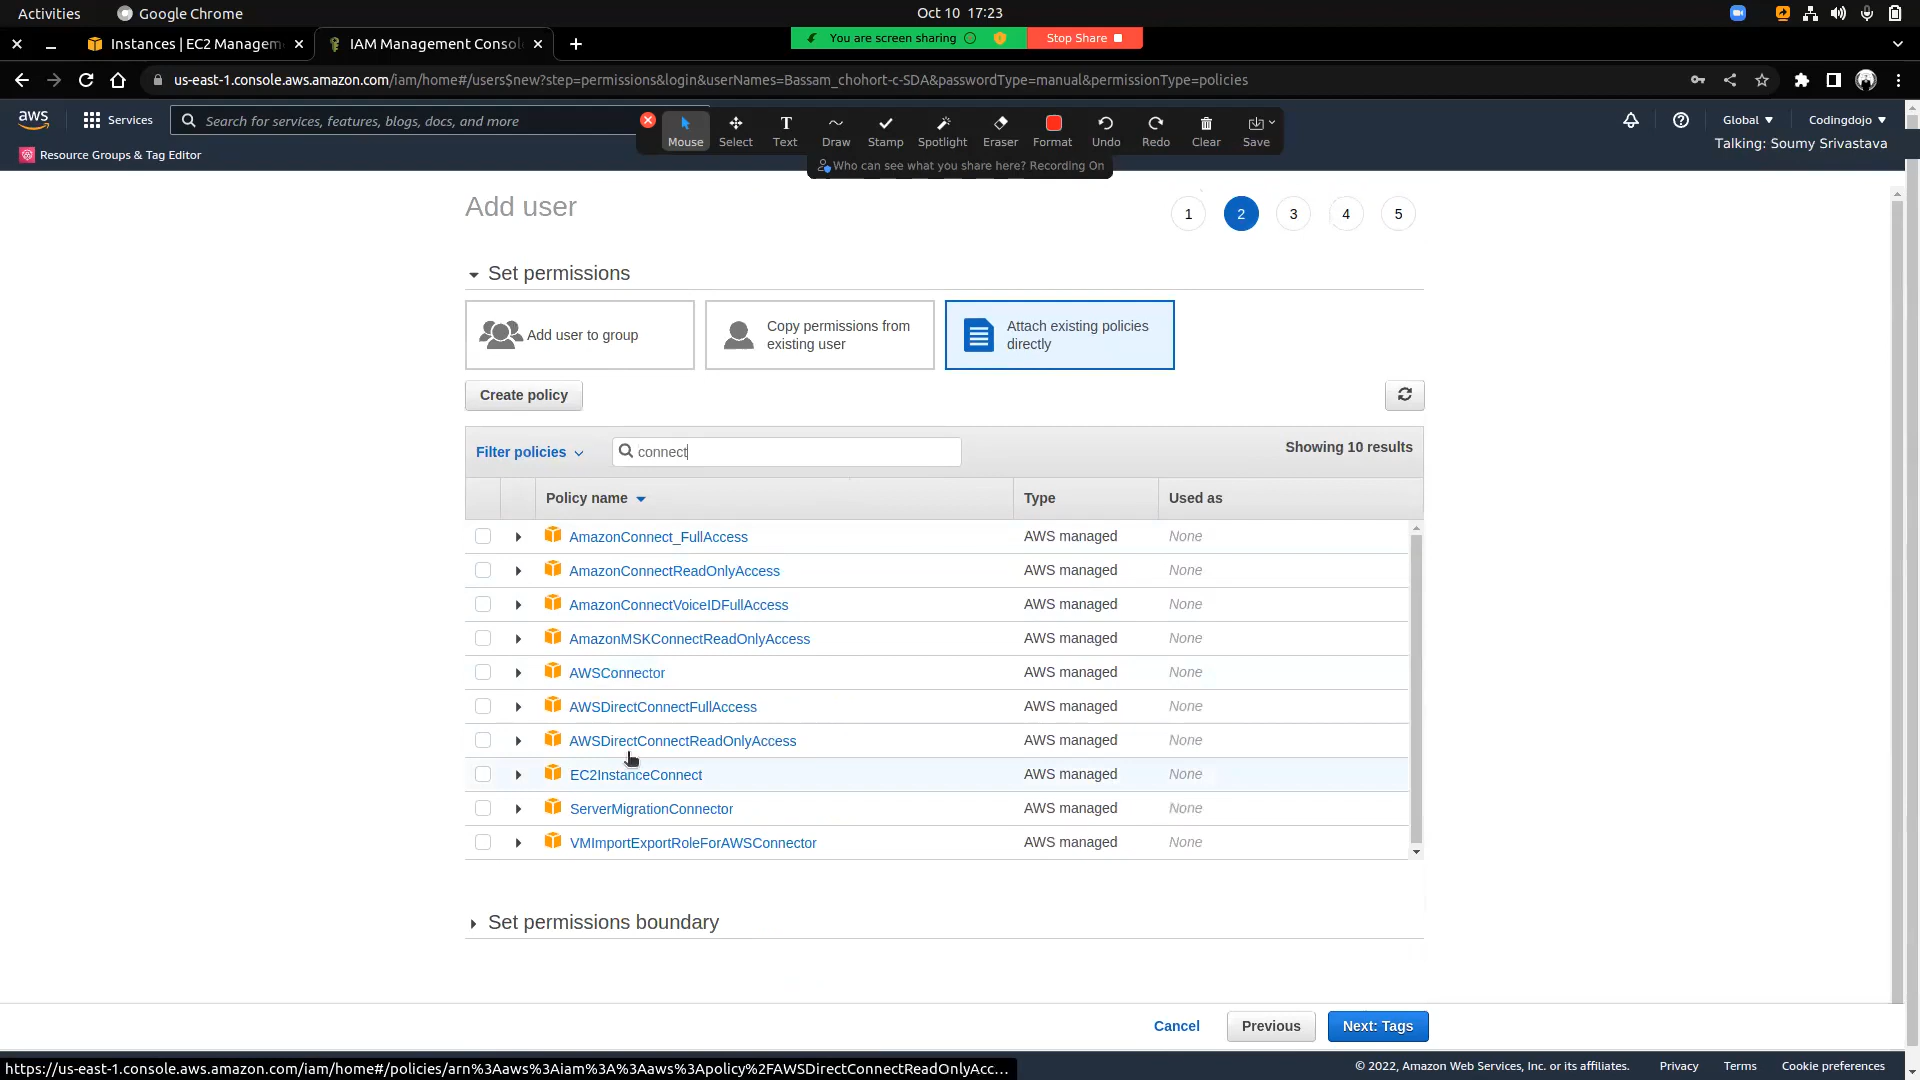 Activities
Google Chrome
Oct 10 17:23
Instances | EC2 Managem
IAM Management Consol
You are screen sharing
Stop Share
us-east-1.console.aws.amazon.com/iam/home#/users$new?step=permissions&login&userNames=Bassam_chohort-c-SDA&passwordType=manual&permissionType=policies
aws
Services
Search for services, features, blogs, docs, and more
Mouse
Select
T
Text
Draw
Stamp
Spotlight
Eraser
Format
Undo
Redo
Clear
Save
Global
Codingdojo
Talking: Soumy Srivastava
Who can see what you share here? Recording On
Resource Groups & Tag Editor
Add user
1 2 3 4 5
Set permissions
Add user to group
Copy permissions from
existing user
Attach existing policies
directly
Create policy
Filter policies
connect
Showing 10 results
Policy name Type Used as
AmazonConnect_FullAccess AWS managed None
AmazonConnectReadOnlyAccess AWS managed None
AmazonConnectVoiceIDFullAccess AWS managed None
AmazonMSKConnectReadOnlyAccess AWS managed None
AWSConnector AWS managed None
AWSDirectConnectFullAccess AWS managed None
AWSDirectConnectReadOnlyAccess AWS managed None
EC2InstanceConnect AWS managed None
ServerMigrationConnector AWS managed None
VMImportExportRoleForAWSConnector AWS managed None
Set permissions boundary
Cancel
Previous
Next: Tags
https://us-east-1.console.aws.amazon.com/iam/home#/policies/arn%3Aaws%3Aiam%3A%3Aaws%3Apolicy%2FAWSDirectConnectReadOnlyAcc...
© 2022, Amazon Web Services, Inc. or its affiliates.
Privacy
Terms
Cookie preferences